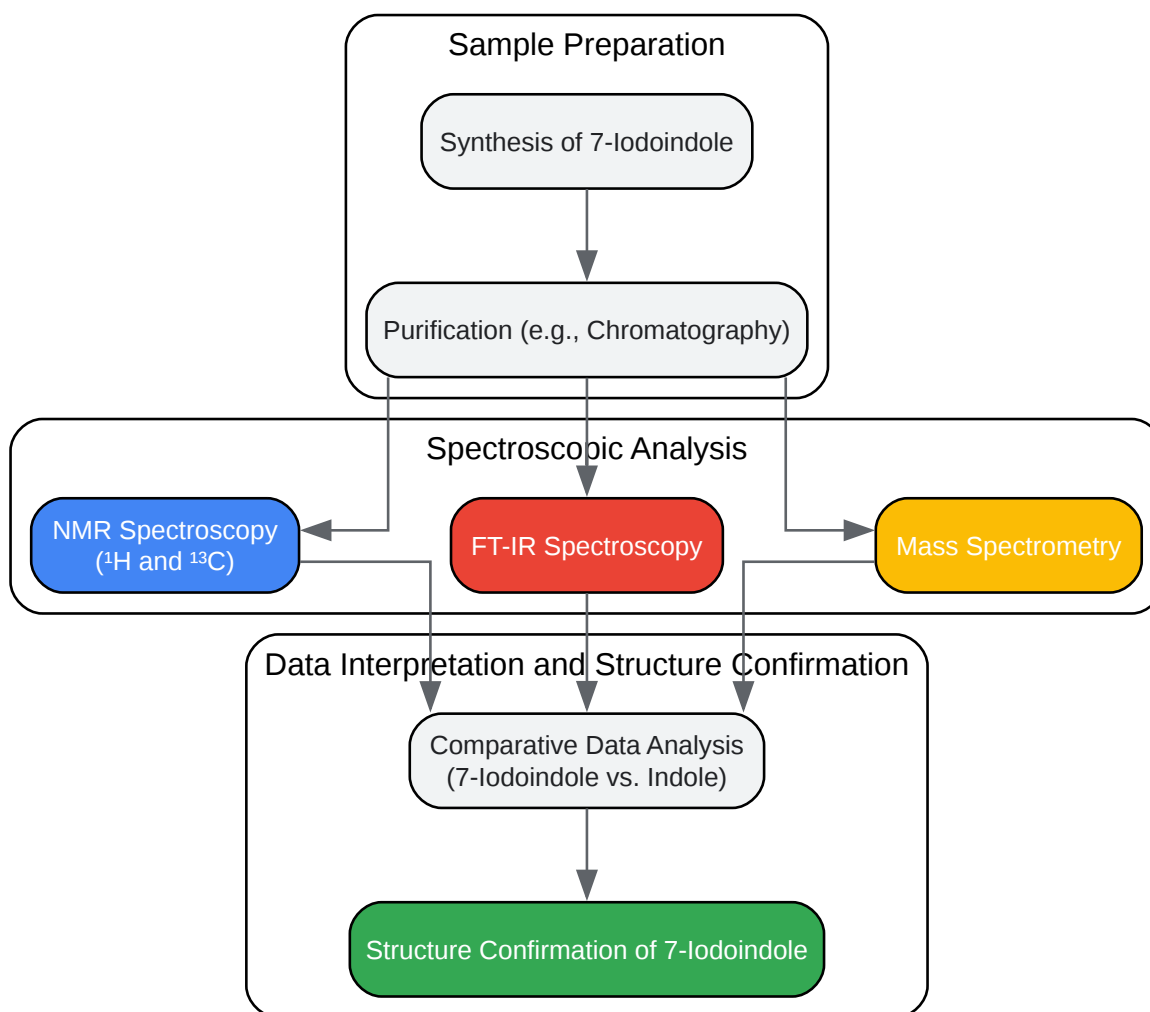 Sample Preparation
Synthesis of 7-Iodoindole
Purification (e.g., Chromatography)
Spectroscopic Analysis
NMR Spectroscopy
(¹H and ¹³C)
FT-IR Spectroscopy
Mass Spectrometry
Data Interpretation and Structure Confirmation
Comparative Data Analysis
(7-Iodoindole vs. Indole)
Structure Confirmation of 7-Iodoindole